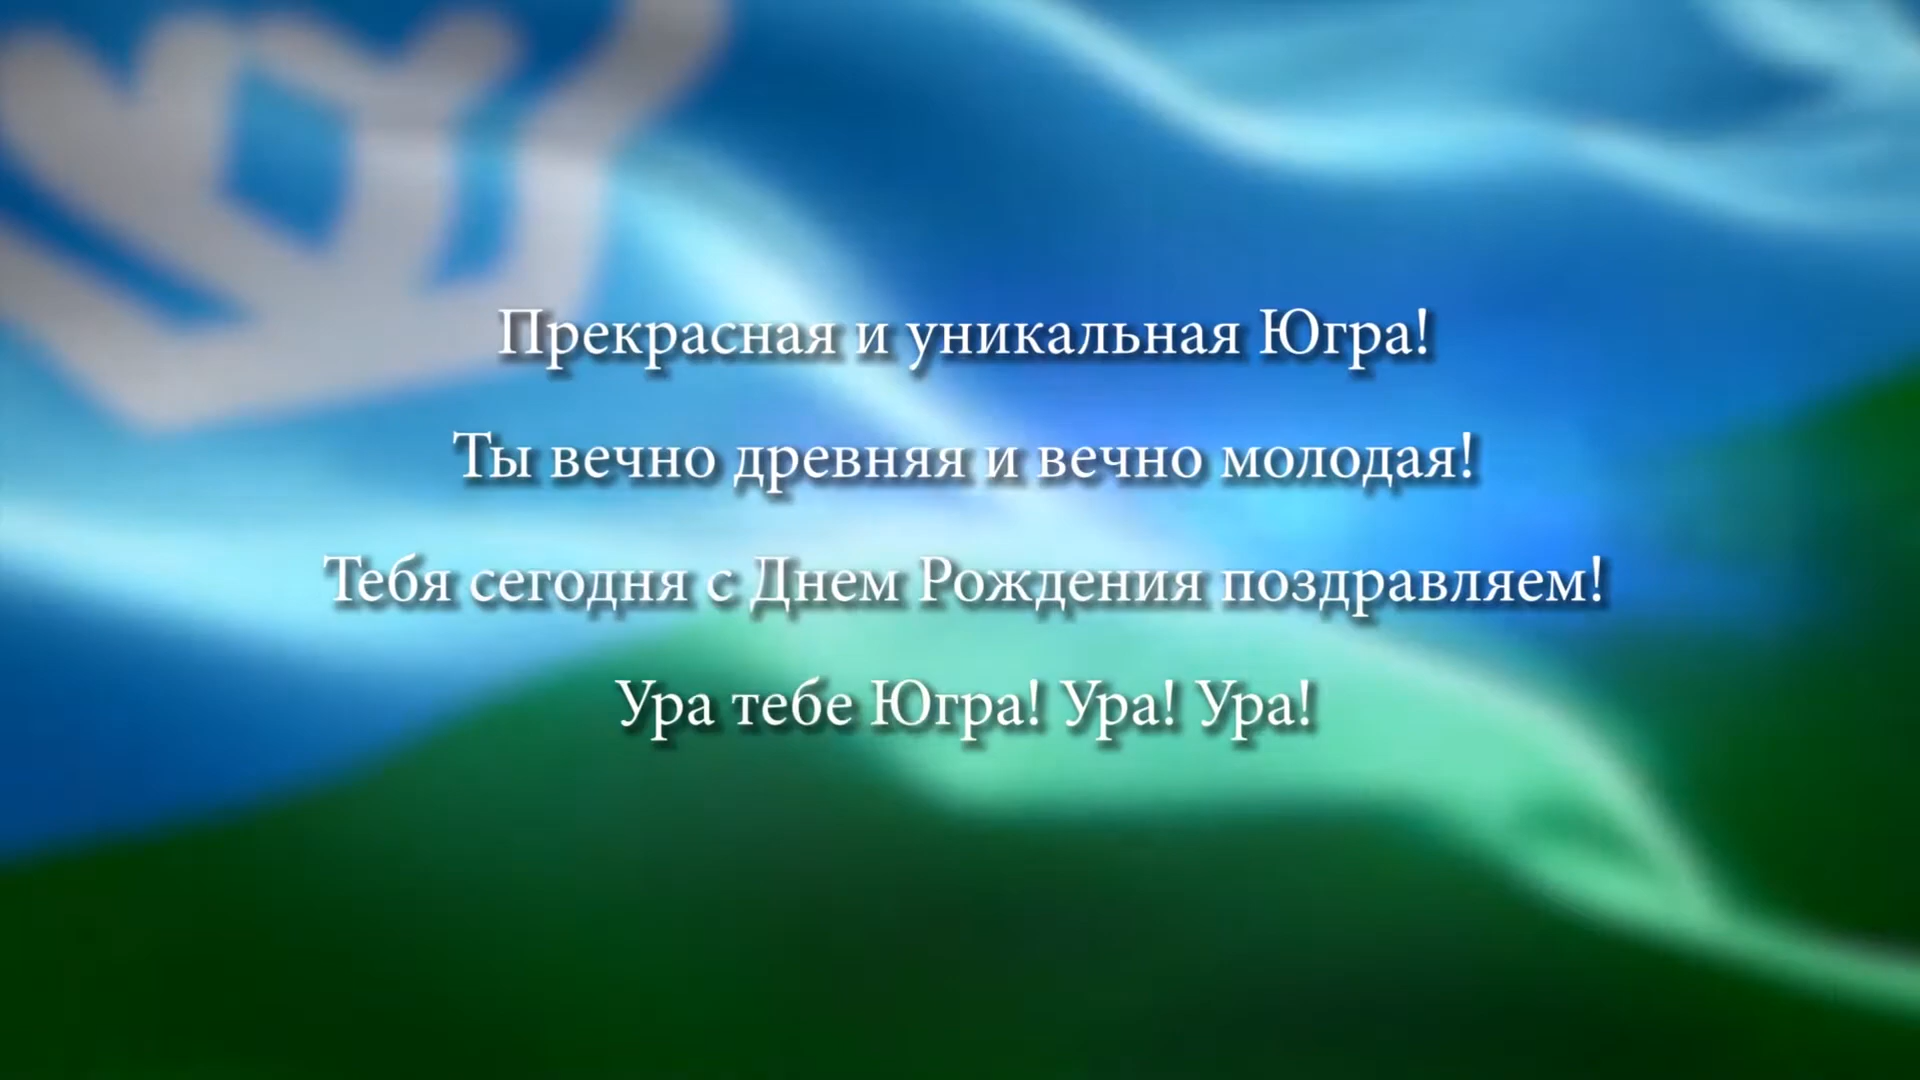 Прекрасная и уникальная Югра!
Ты вечно древняя и вечно молодая!
Тебя сегодня с Днем Рождения поздравляем!
Ура тебе Югра! Ура! Ура!